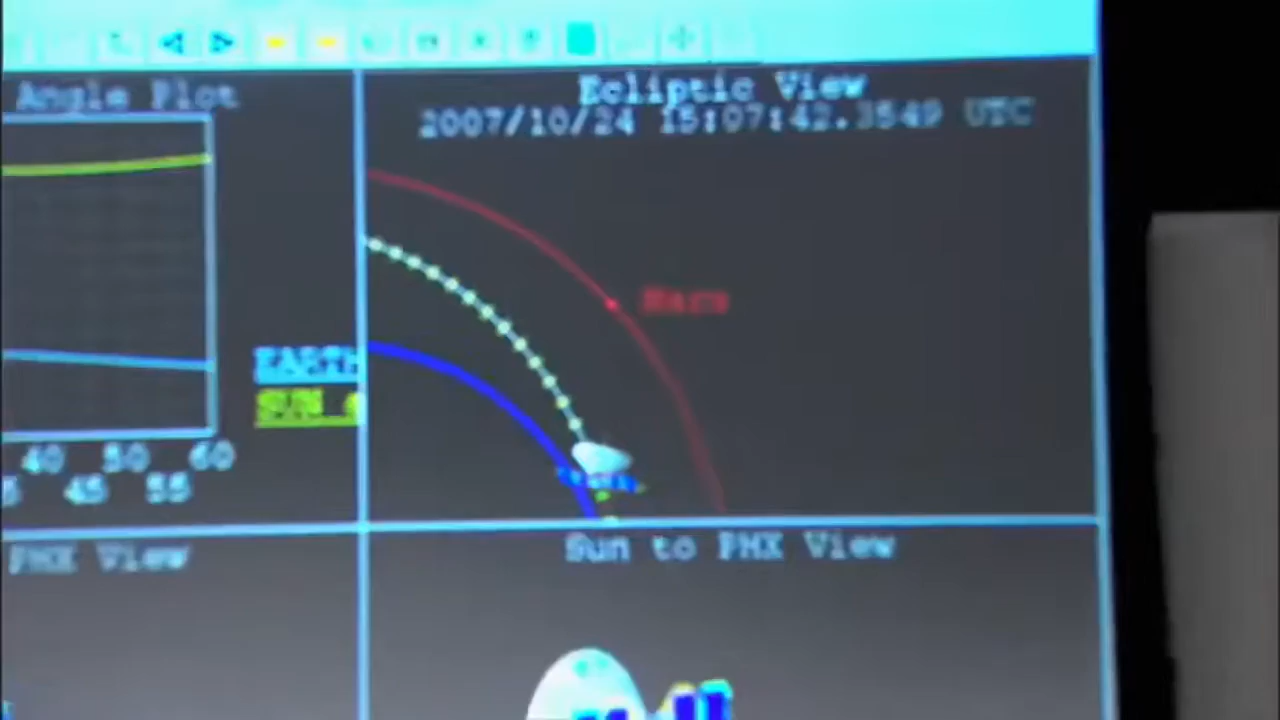 Angle Plot
Ecliptic View
2007/10/24 15:07:42.3549 UTC
Mars
EARTH
SUN
40 50 60
45 55
PHX View
Sun to PHX View